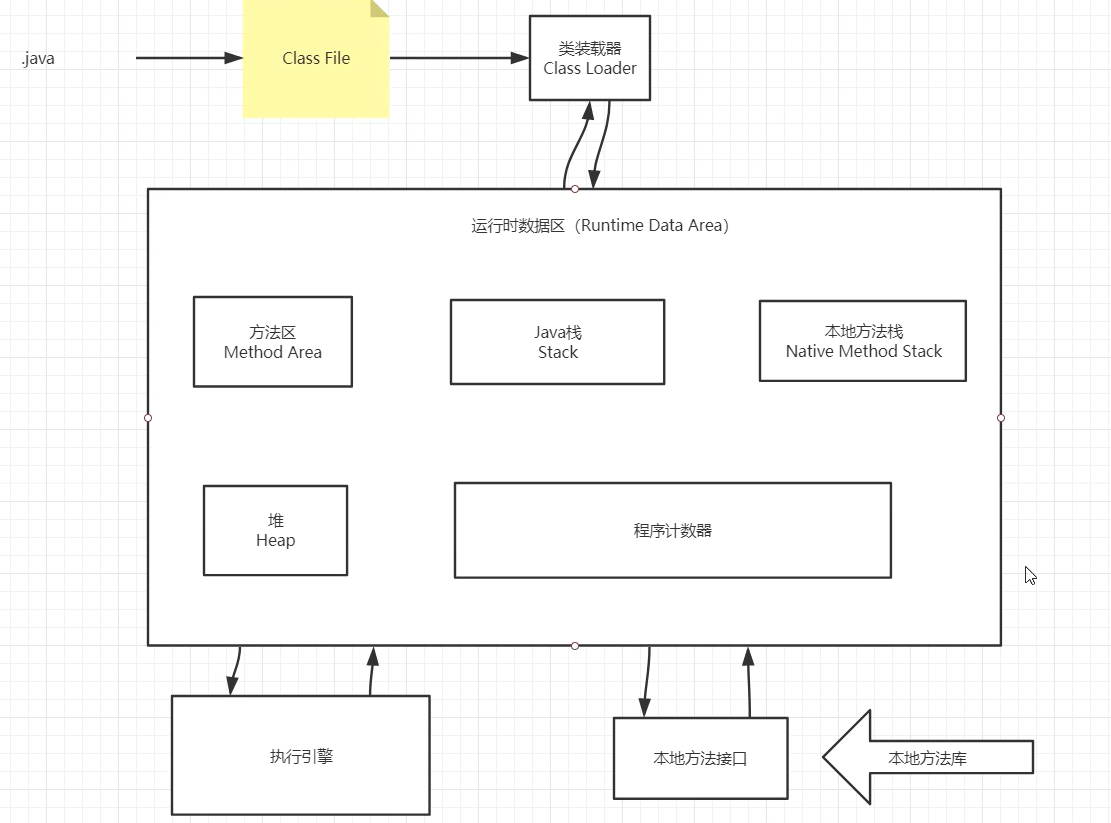 .java
Class File
类装载器
Class Loader
运行时数据区（Runtime Data Area）
方法区
Method Area
Java栈
Stack
本地方法栈
Native Method Stack
堆
Heap
程序计数器
执行引擎
本地方法接口
本地方法库